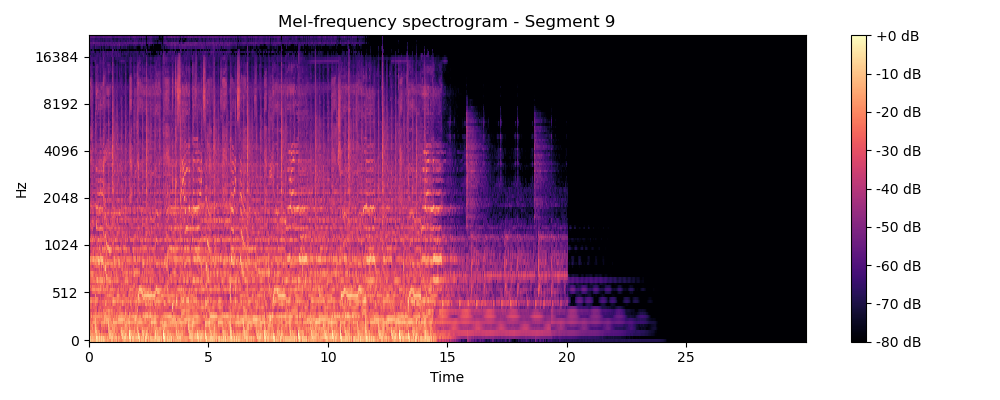 Mel-frequency spectrogram - Segment 9
Hz
16384
8192
4096
2048
1024
512
0
0 5 10 15 20 25
Time
+0 dB
-10 dB
-20 dB
-30 dB
-40 dB
-50 dB
-60 dB
-70 dB
-80 dB